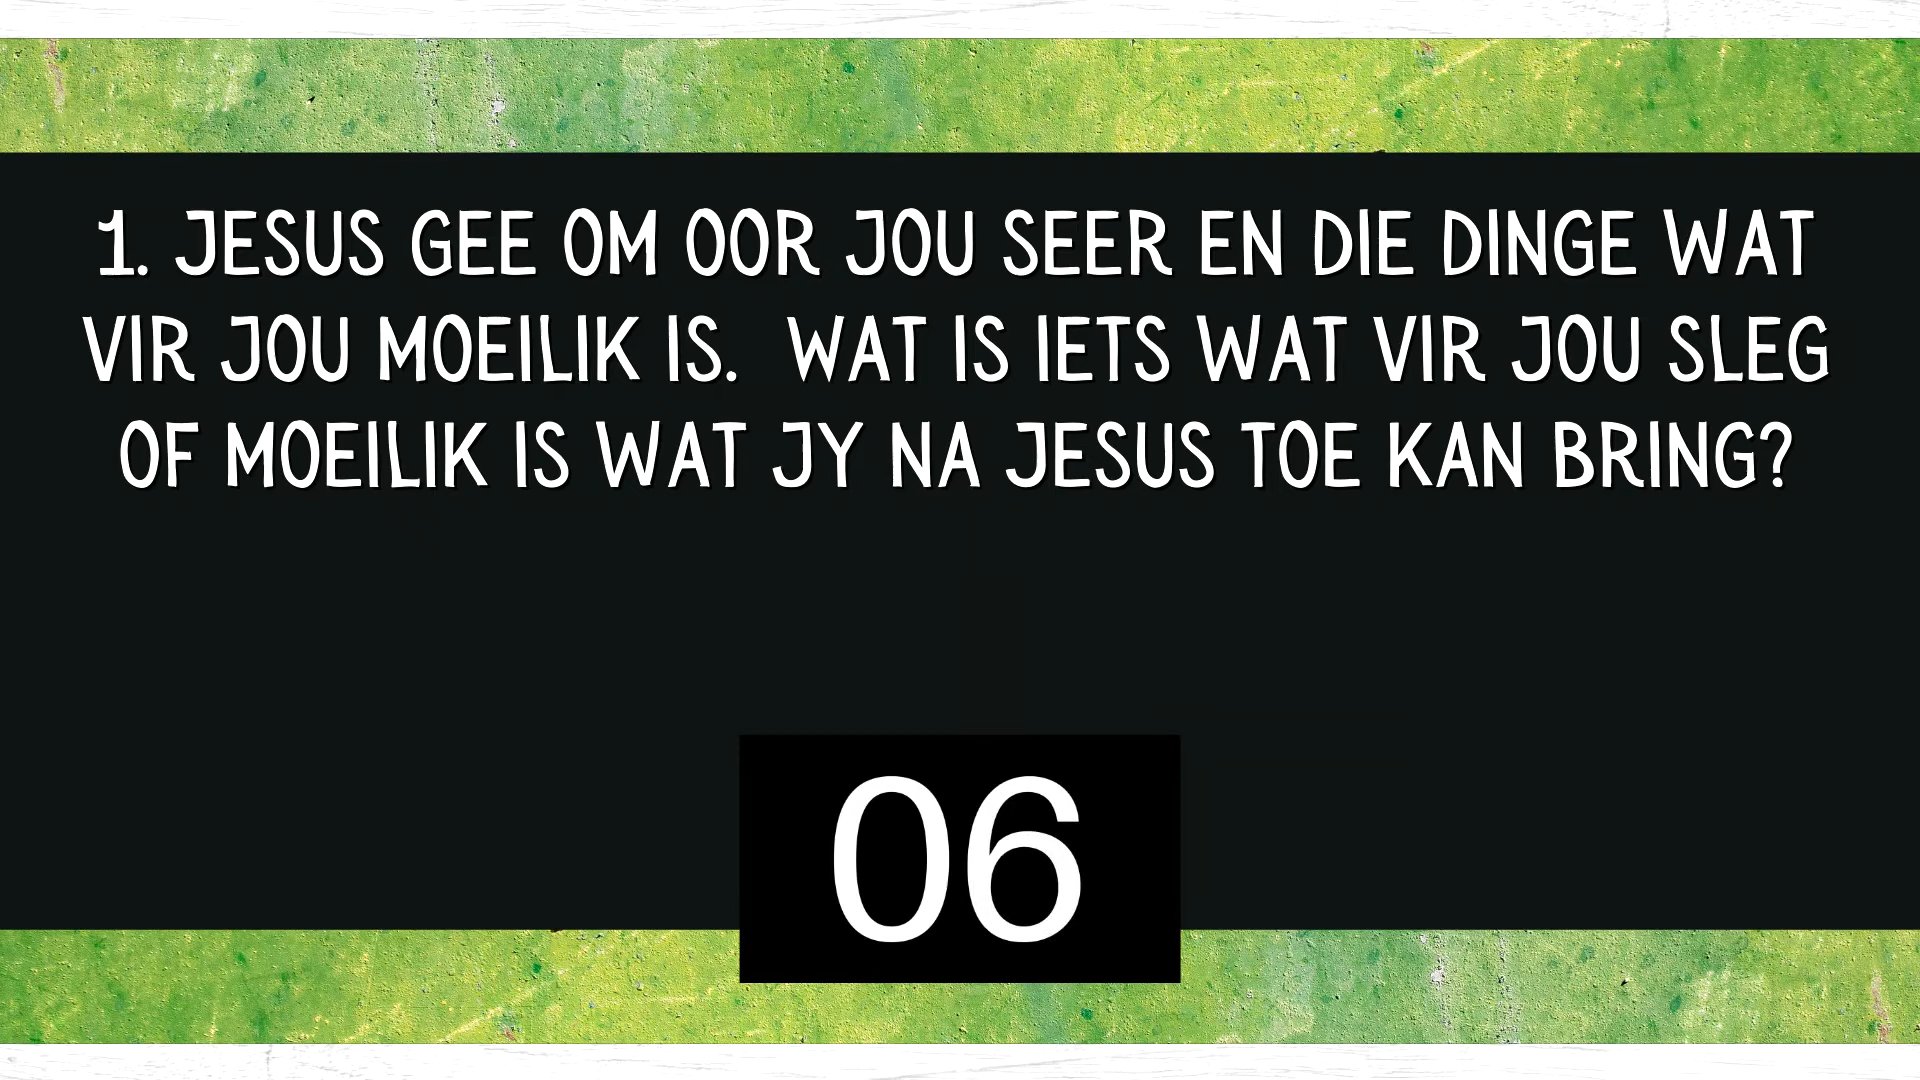 1. JESUS GEE OM OOR JOU SEER EN DIE DINGE WAT
VIR JOU MOEILIK IS. WAT IS IETS WAT VIR JOU SLEG
OF MOEILIK IS WAT JY NA JESUS TOE KAN BRING?
06